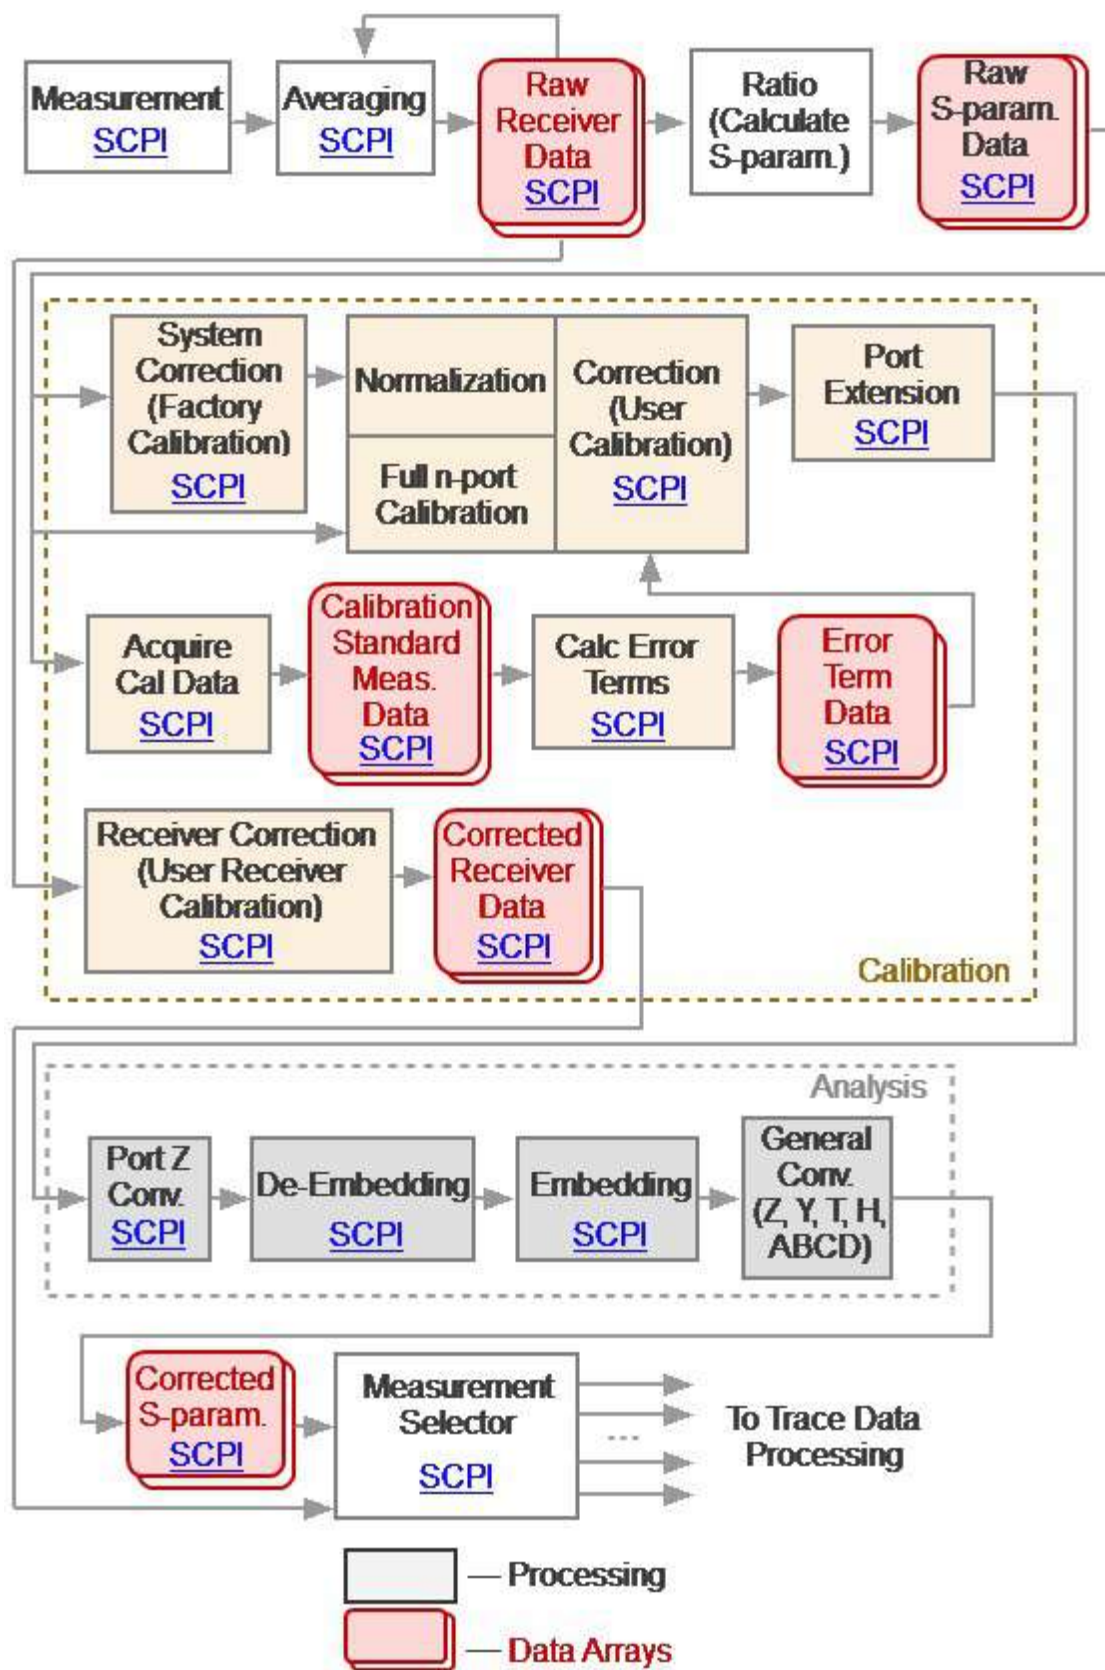 Measurement
SCPI
Averaging
SCPI
Raw
Receiver
Data
SCPI
Ratio
(Calculate
S-param.)
Raw
S-param.
Data
SCPI
System
Correction
(Factory
Calibration)
SCPI
Normalization
Full n-port
Calibration
Correction
(User
Calibration)
SCPI
Port
Extension
SCPI
Acquire
Cal Data
SCPI
Calibration
Standard
Meas.
Data
SCPI
Calc Error
Terms
SCPI
Error
Term
Data
SCPI
Receiver Correction
(User Receiver
Calibration)
SCPI
Corrected
Receiver
Data
SCPI
Calibration
Analysis
Port Z
Conv.
SCPI
De-Embedding
SCPI
Embedding
SCPI
General
Conv.
(Z, Y, T, H,
ABCD)
Corrected
S-param.
SCPI
Measurement
Selector
SCPI
...
To Trace Data
Processing
— Processing
— Data Arrays